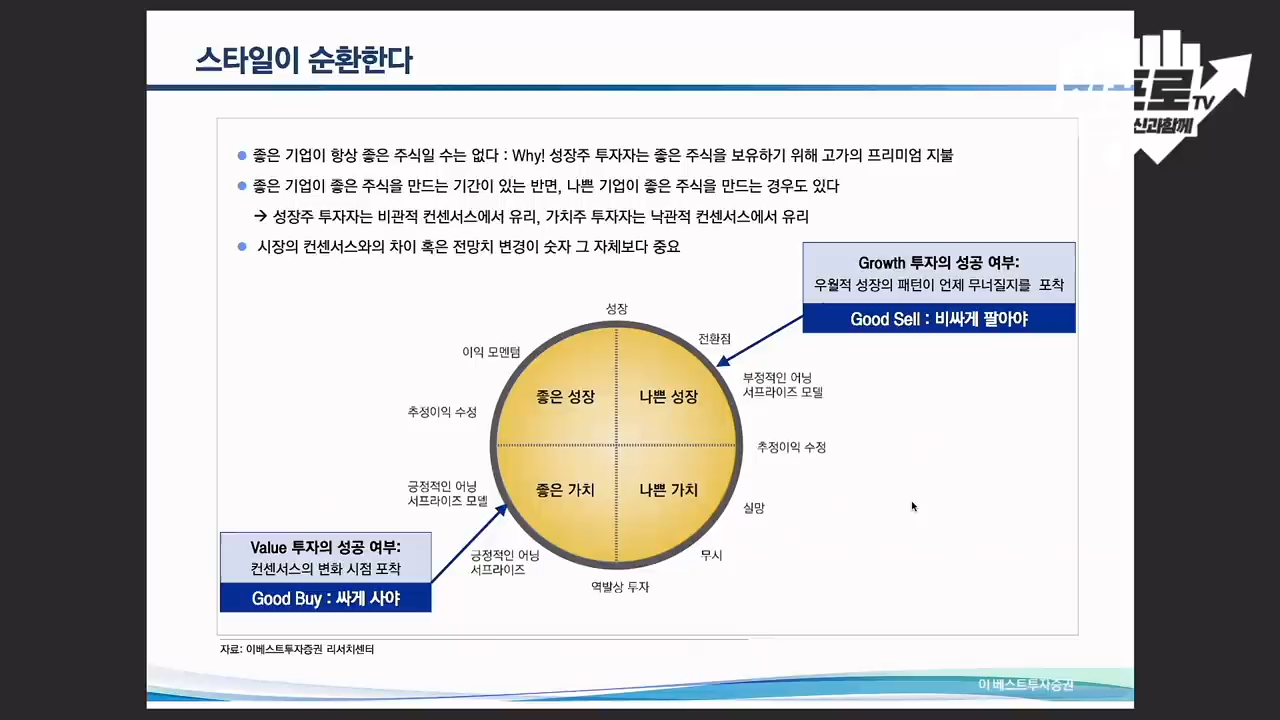 스타일이 순환한다
프로TV
신과함께
● 좋은 기업이 항상 좋은 주식일 수는 없다 : Why! 성장주 투자자는 좋은 주식을 보유하기 위해 고가의 프리미엄 지불
● 좋은 기업이 좋은 주식을 만드는 기간이 있는 반면, 나쁜 기업이 좋은 주식을 만드는 경우도 있다
→ 성장주 투자자는 비관적 컨센서스에서 유리, 가치주 투자자는 낙관적 컨센서스에서 유리
● 시장의 컨센서스와의 차이 혹은 전망치 변경이 숫자 그 자체보다 중요
Growth 투자의 성공 여부:
우월적 성장의 패턴이 언제 무너질지를 포착
Good Sell : 비싸게 팔아야
성장
전환점
이익 모멘텀
부정적인 어닝
서프라이즈 모델
좋은 성장
나쁜 성장
추정이익 수정
추정이익 수정
긍정적인 어닝
서프라이즈 모델
좋은 가치
나쁜 가치
실망
Value 투자의 성공 여부:
컨센서스의 변화 시점 포착
Good Buy : 싸게 사야
긍정적인 어닝
서프라이즈
무시
역발상 투자
자료: 이베스트투자증권 리서치센터
이베스트투자증권